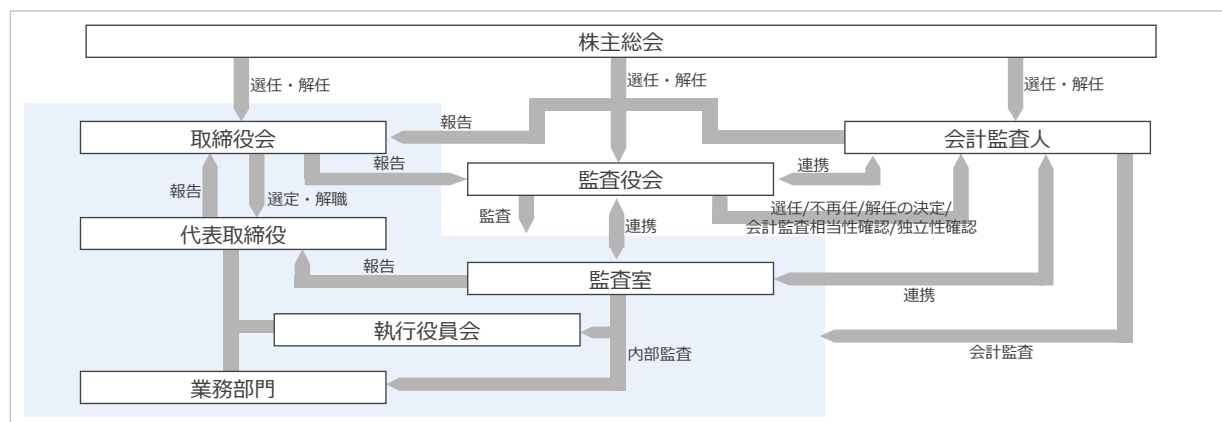 株主総会
選任・解任
選任・解任
選任・解任
報告
取締役会
会計監査人
報告
連携
監査役会
報告
選定・解職
監査
連携
選任/不再任/解任の決定/
会計監査相当性確認/独立性確認
代表取締役
報告
監査室
連携
執行役員会
内部監査
会計監査
業務部門